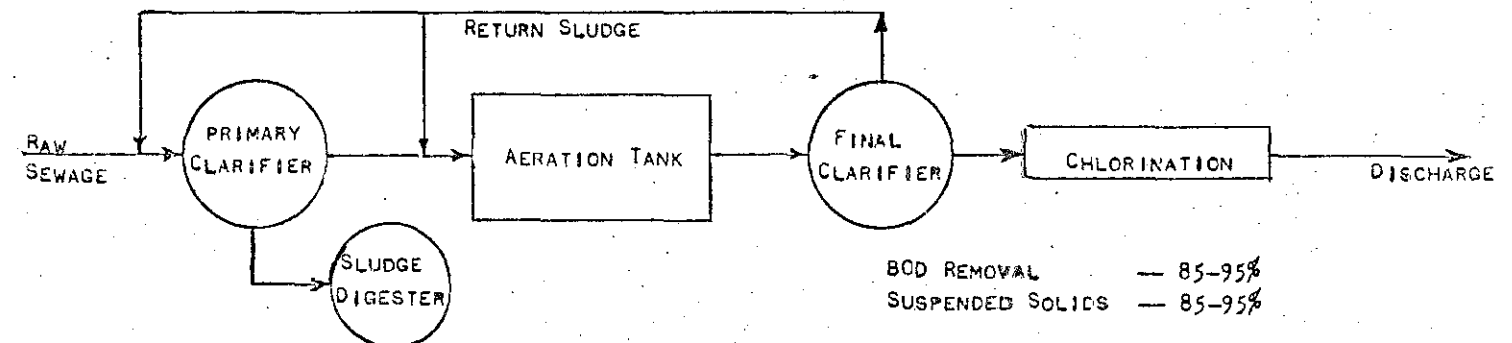 RETURN SLUDGE
RAW
SEWAGE
PRIMARY
CLARIFIER
AERATION TANK
FINAL
CLARIFIER
CHLORINATION
DISCHARGE
SLUDGE
DIGESTER
BOD REMOVAL — 85-95%
SUSPENDED SOLIDS — 85-95%